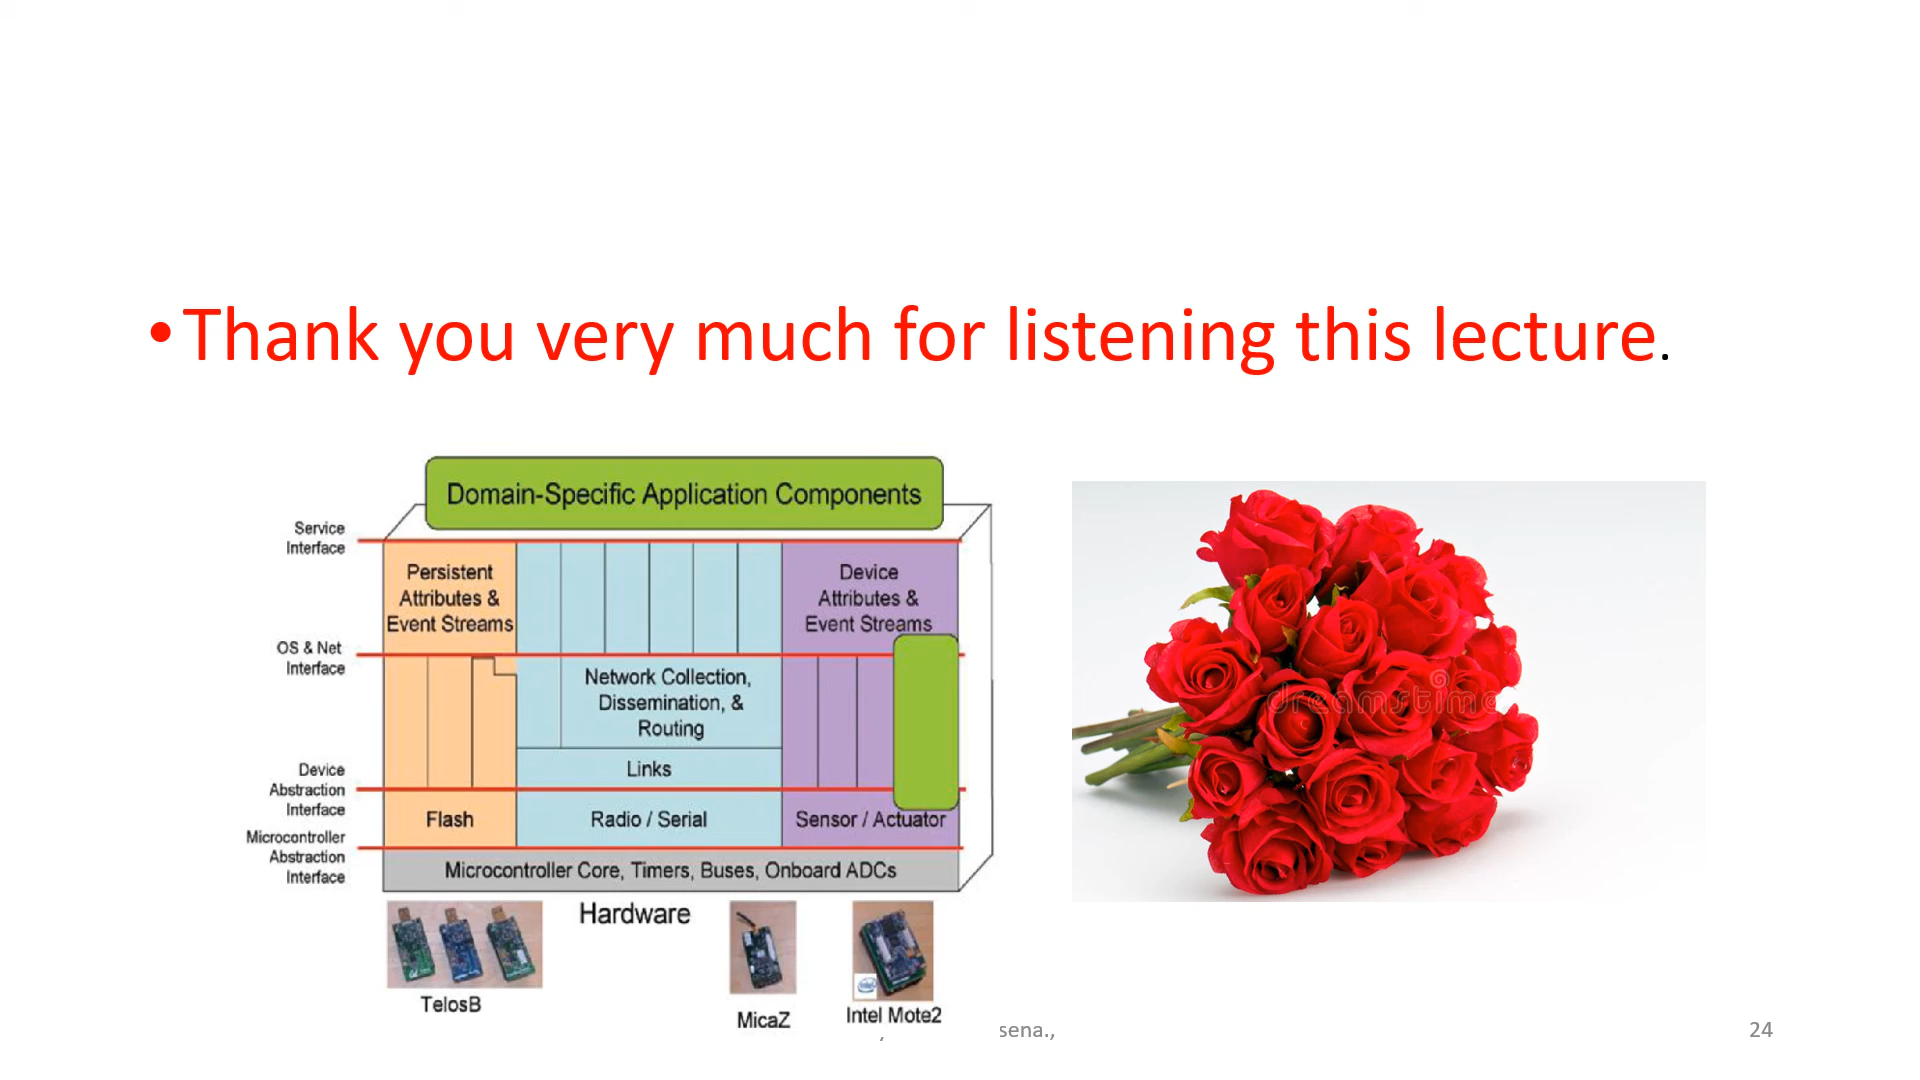 • Thank you very much for listening this lecture.
Domain-Specific Application Components
Service
Interface
Persistent
Attributes &
Event Streams
Device
Attributes &
Event Streams
OS & Net
Interface
Network Collection,
Dissemination, &
Routing
Links
Device
Abstraction
Interface
Flash
Radio / Serial
Sensor / Actuator
Microcontroller
Abstraction
Interface
Microcontroller Core, Timers, Buses, Onboard ADCs
Hardware
TelosB
MicaZ
intel
Intel Mote2
dreamstime
sena.,
24